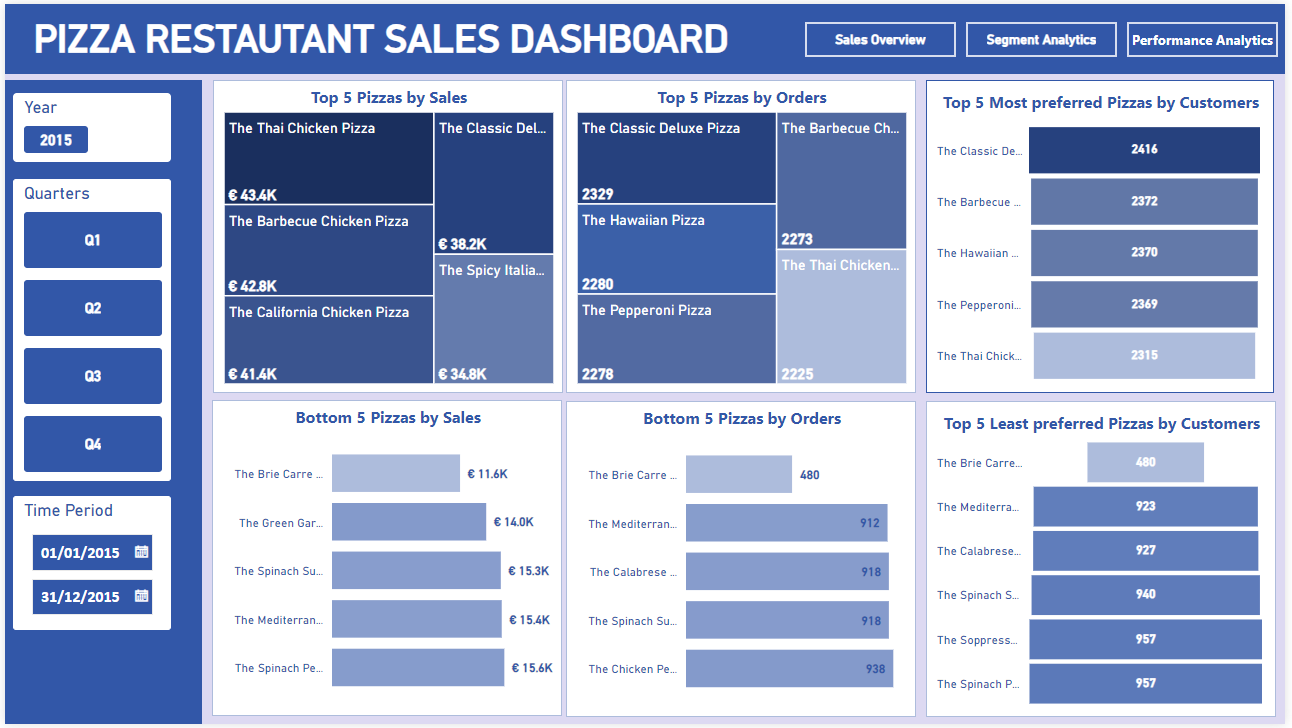 PIZZA RESTAUTANT SALES DASHBOARD
Sales Overview
Segment Analytics
Performance Analytics
Year
2015
Quarters
Q1
Q2
Q3
Q4
Time Period
01/01/2015
31/12/2015
Top 5 Pizzas by Sales
The Thai Chicken Pizza
€ 43.4K
The Barbecue Chicken Pizza
€ 42.8K
The California Chicken Pizza
€ 41.4K
The Classic Del...
€ 38.2K
The Spicy Italia...
€ 34.8K
Top 5 Pizzas by Orders
The Classic Deluxe Pizza
2329
The Hawaiian Pizza
2280
The Pepperoni Pizza
2278
The Barbecue Ch...
2273
The Thai Chicken...
2225
Top 5 Most preferred Pizzas by Customers
The Classic De... 2416
The Barbecue ... 2372
The Hawaiian ... 2370
The Pepperoni... 2369
The Thai Chick... 2315
Bottom 5 Pizzas by Sales
The Brie Carre ... € 11.6K
The Green Gar... € 14.0K
The Spinach Su... € 15.3K
The Mediterran... € 15.4K
The Spinach Pe... € 15.6K
Bottom 5 Pizzas by Orders
The Brie Carre ... 480
The Mediterran... 912
The Calabrese ... 918
The Spinach Su... 918
The Chicken Pe... 938
Top 5 Least preferred Pizzas by Customers
The Brie Carre... 480
The Mediterra... 923
The Calabrese... 927
The Spinach S... 940
The Soppress... 957
The Spinach P... 957